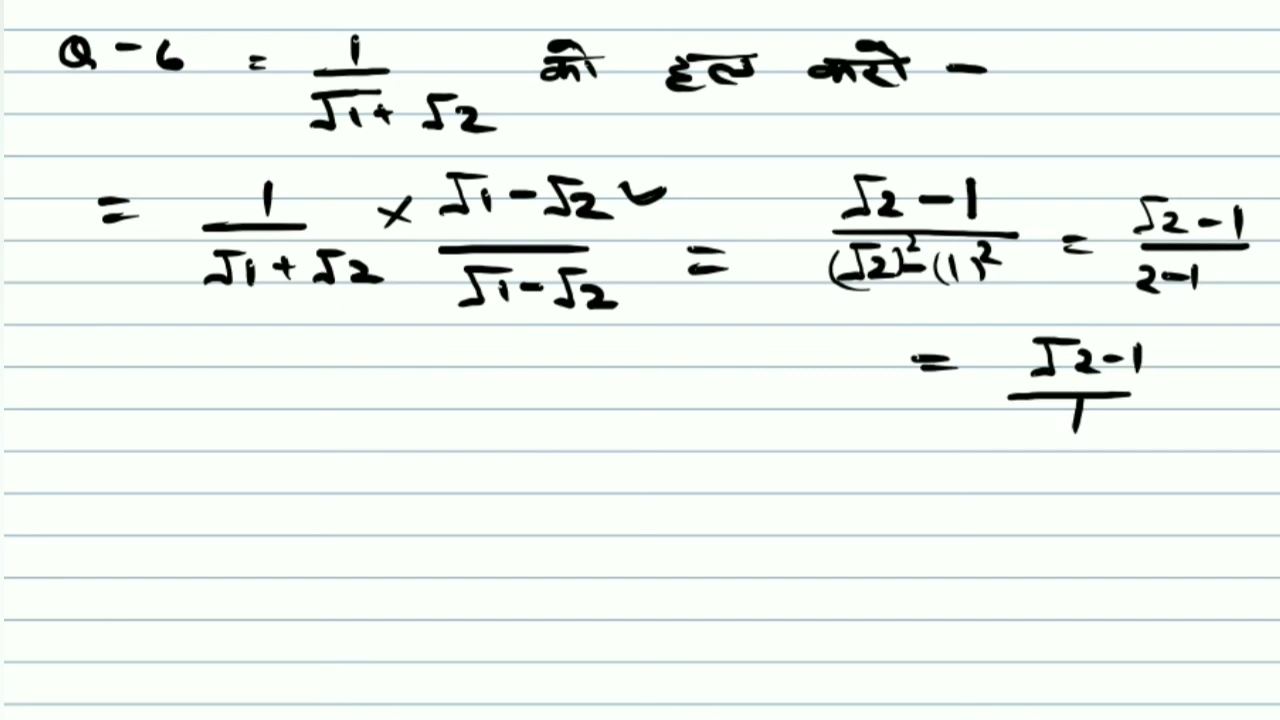 Q - 6 = 1/(√1 + √2) को हल करो -
= 1/(√1 + √2) × (√1 - √2)/(√1 - √2) = (√2 - 1)/((√2)² - (1)²) = (√2 - 1)/(2 - 1)
= (√2 - 1)/1